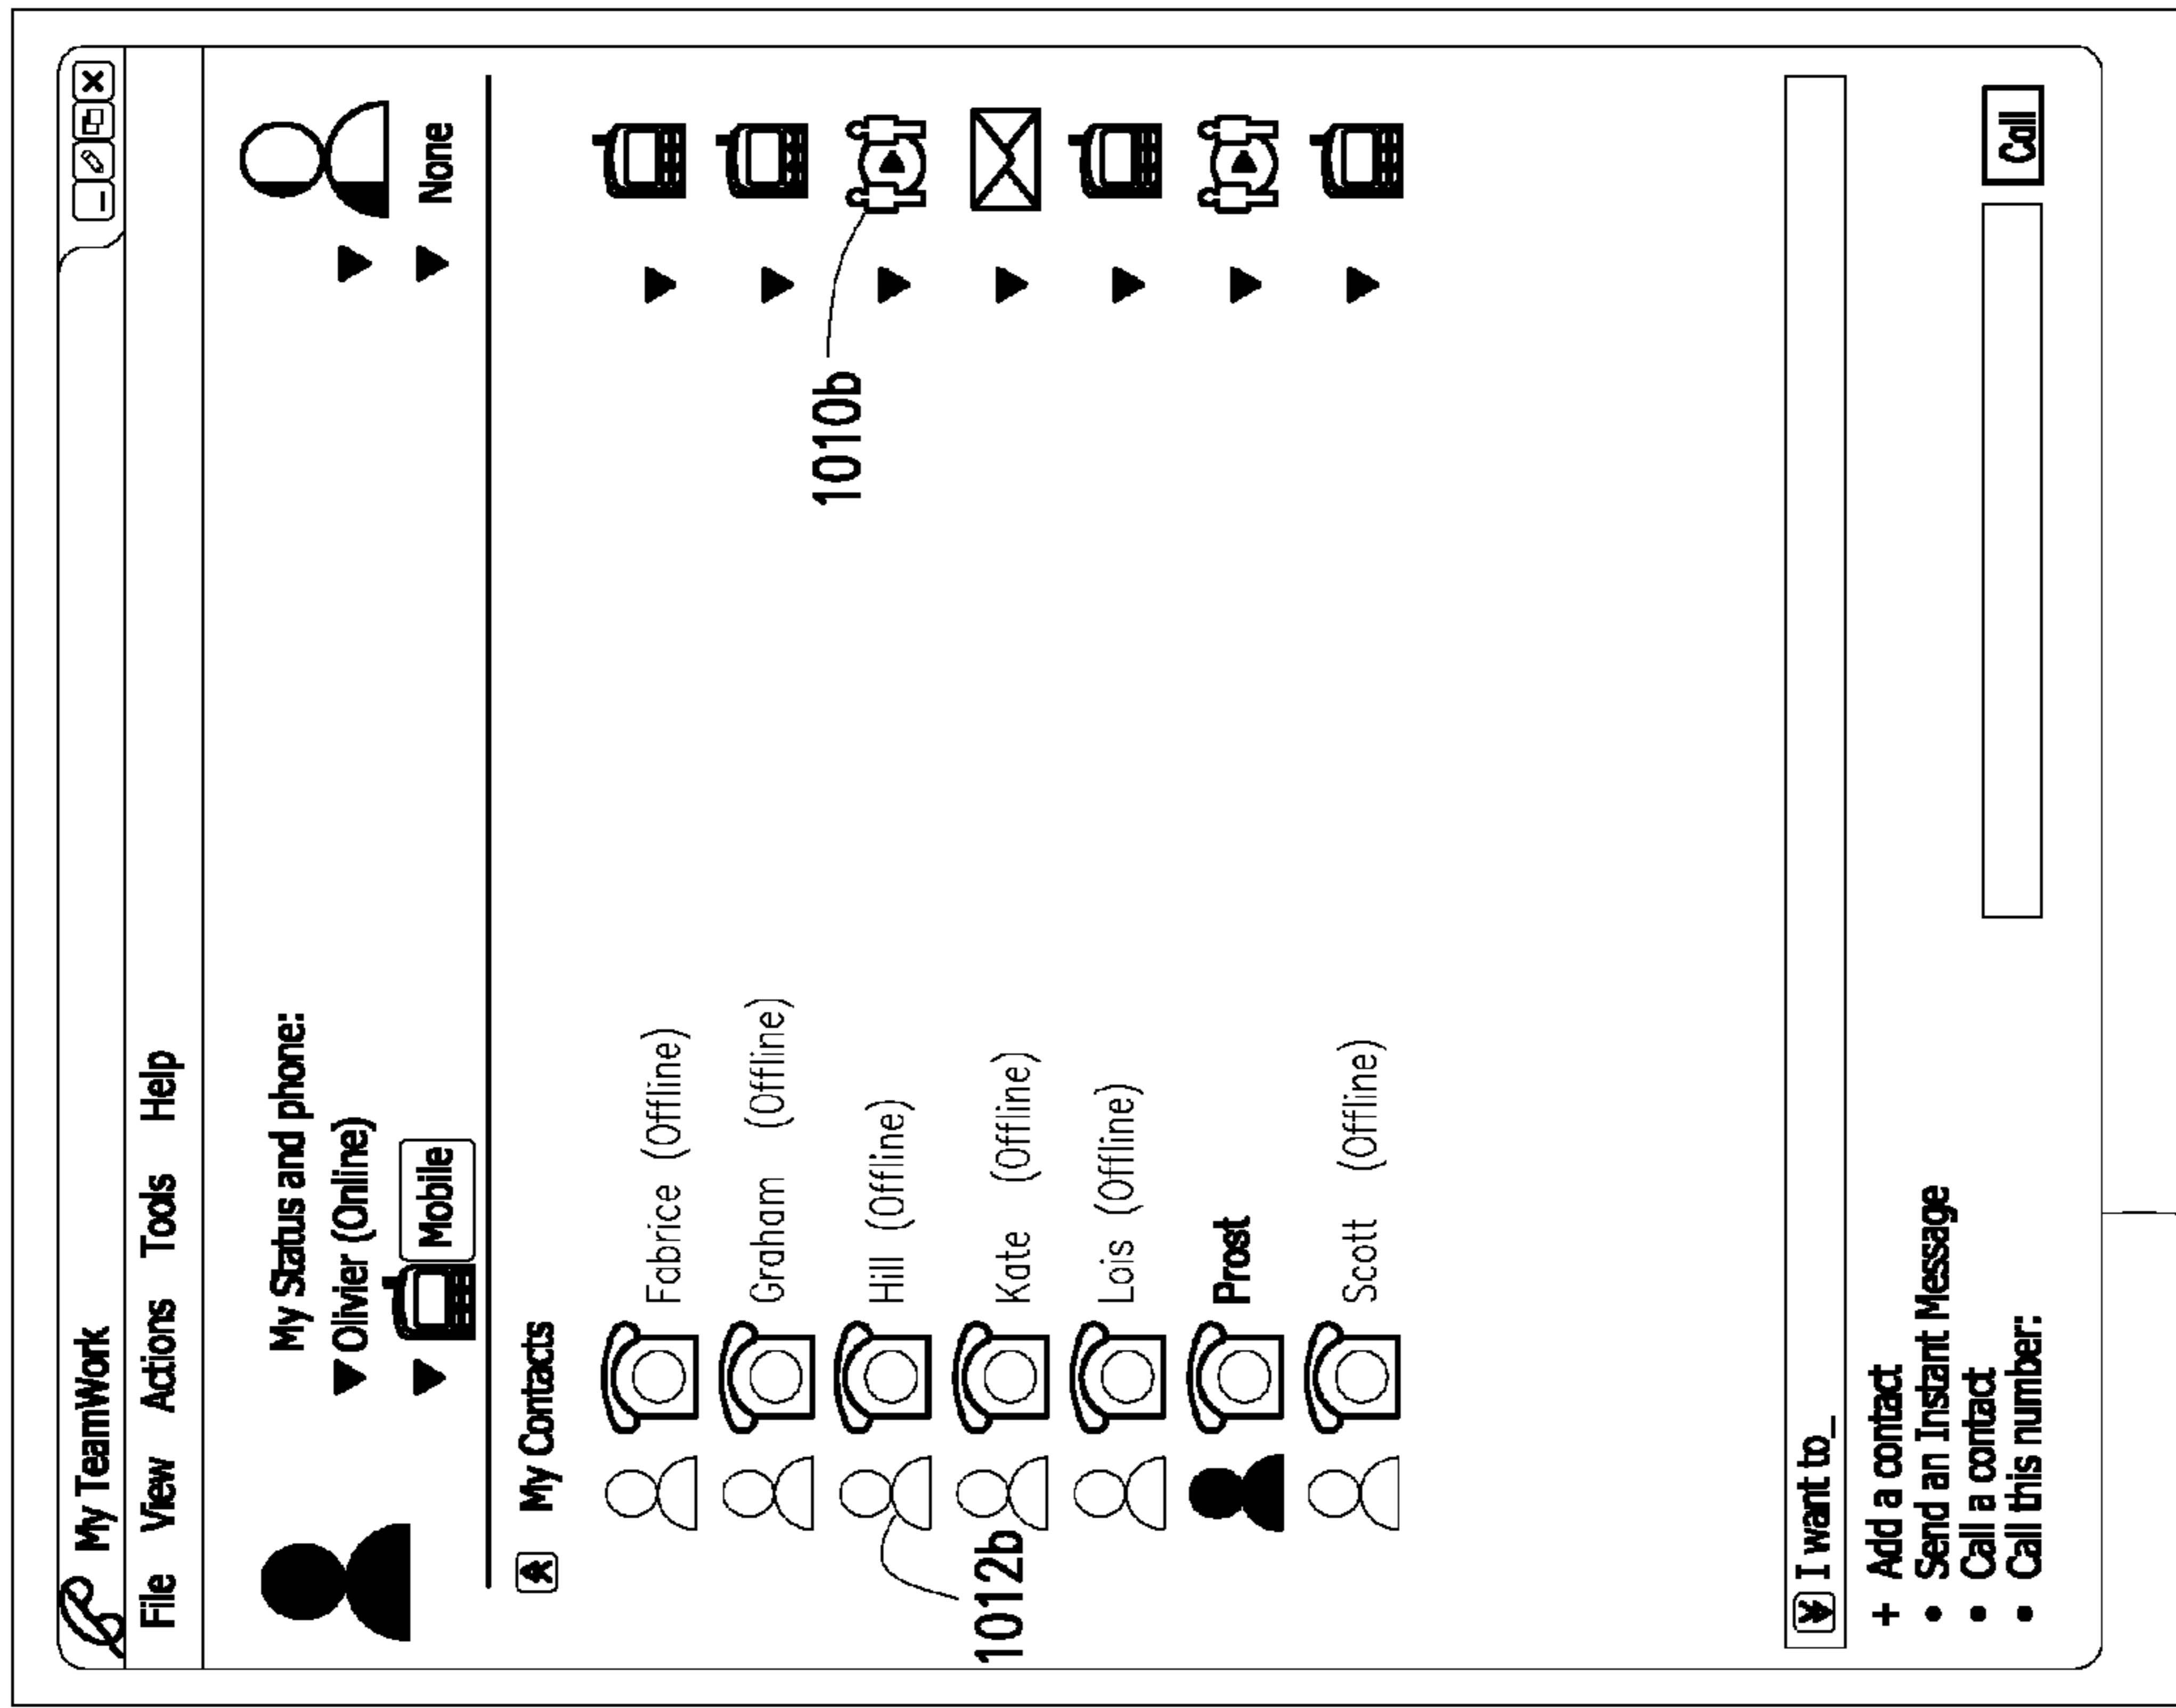 My TeamWork
File View Actions Tools Help
My Status and phone:
Olivier (Online)
Mobile
None
My Contacts
Fabrice (Offline)
Graham (Offline)
1010b
Hill (Offline)
1012b
Kate (Offline)
Lois (Offline)
Prost
Scott (Offline)
I want to_
+ Add a contact
• Send an Instant Message
• Call a contact
• Call this number:
Call